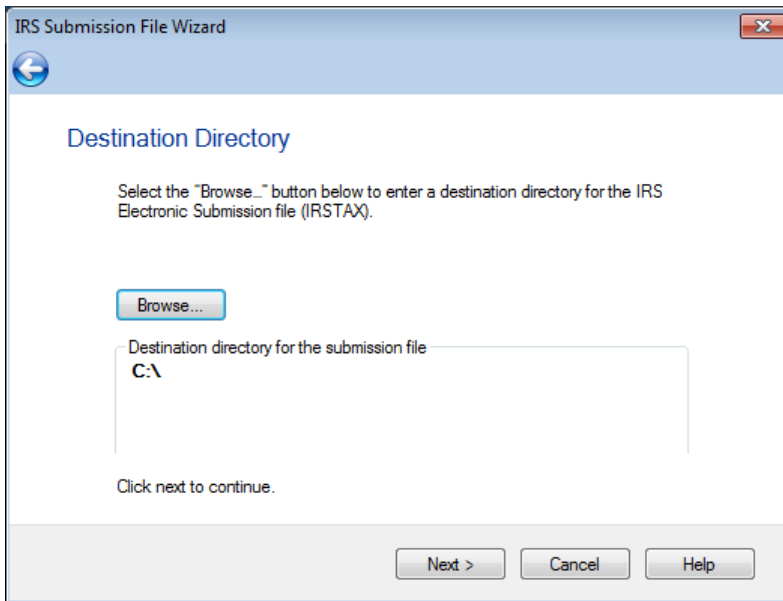 IRS Submission File Wizard
Destination Directory
Select the "Browse..." button below to enter a destination directory for the IRS
Electronic Submission file (IRSTAX).
Browse...
Destination directory for the submission file
C:\
Click next to continue.
Next > Cancel Help